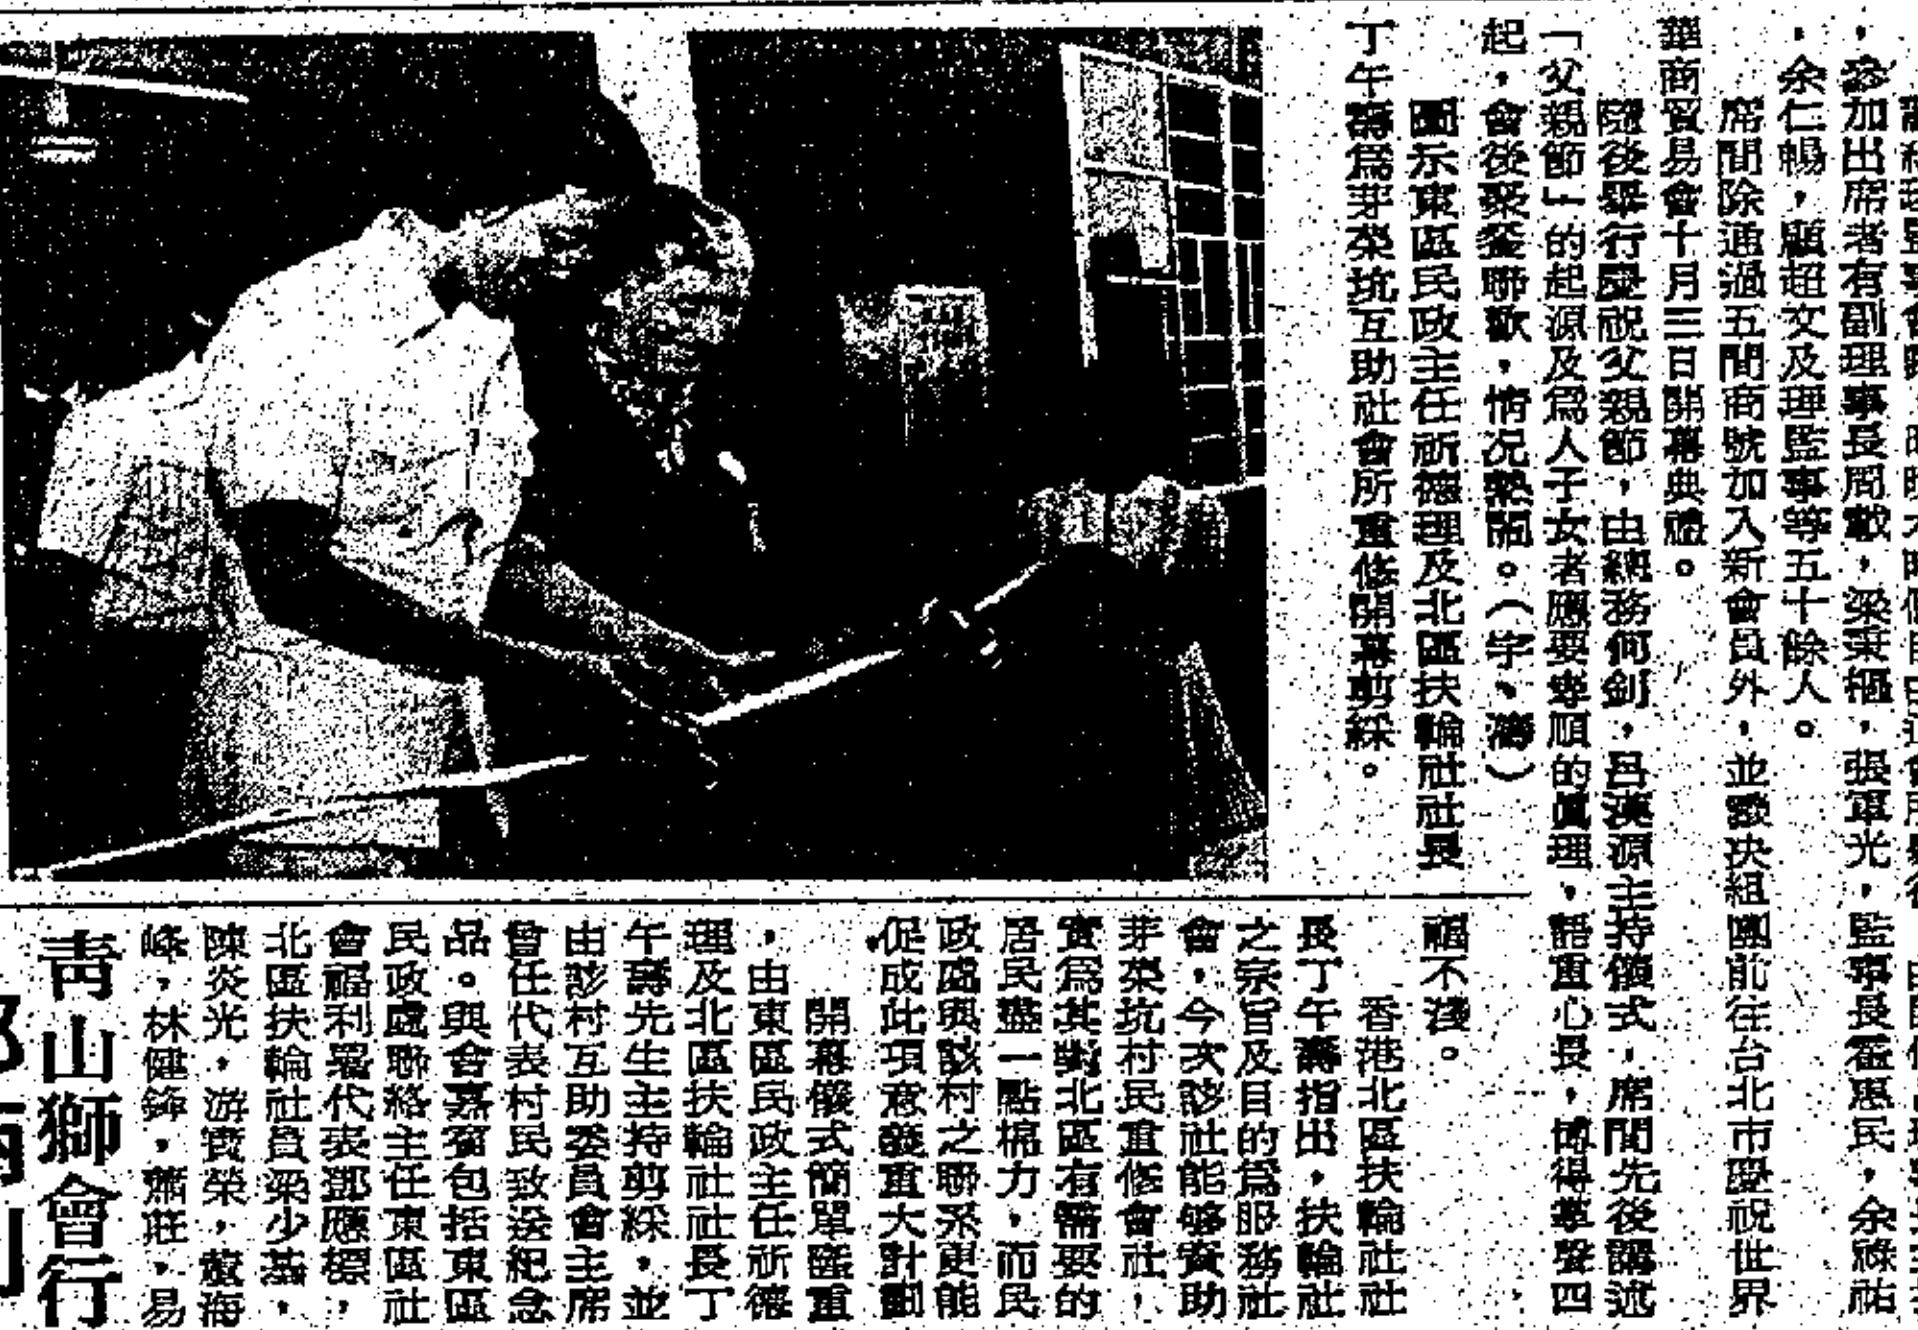 ，參加出席者有副理事長周戩，梁秉樞，張軍光，監事長霍惠民，余祿祐
，余仁暢，顧超文及理監事等五十餘人。
席間除通過五間商號加入新會員外，並議决組團前往台北市慶祝世界
華商貿易會十月三日開幕典禮。
隨後舉行慶祝父親節，由總務何釗，呂漢源主持儀式，席間先後講述
「父親節」的起源及爲人子女者應要孝順的眞理，語重心長，博得掌聲四
起，會後聚餐聯歡，情況熱鬧。（宇、灣）
圖示東區民政主任祈德理及北區扶輪社社長
丁午壽爲芽菜坑互助社會所重修開幕剪綵。
福不淺。
香港北區扶輪社社
長丁午壽指出，扶輪社
之宗旨及目的爲服務社
會，今次該社能够資助
芽菜坑村民重修會社，
實爲其對北區有需要的
居民盡一點棉力，而民
政處與該村之聯系更能
促成此項意義重大計劃
開幕儀式簡單隆重
，由東區民政主任祈德
理及北區扶輪社社長丁
午壽先生主持剪綵，並
由該村互助委員會主席
曾任代表村民致送紀念
品。與會嘉賓包括東區
民政處聯絡主任東區社
會福利署代表鄧應標，
北區扶輪社員梁少基，
陳炎光，游寶榮，戴海
峰，林健鋒，蕭莊，易
靑山獅會行